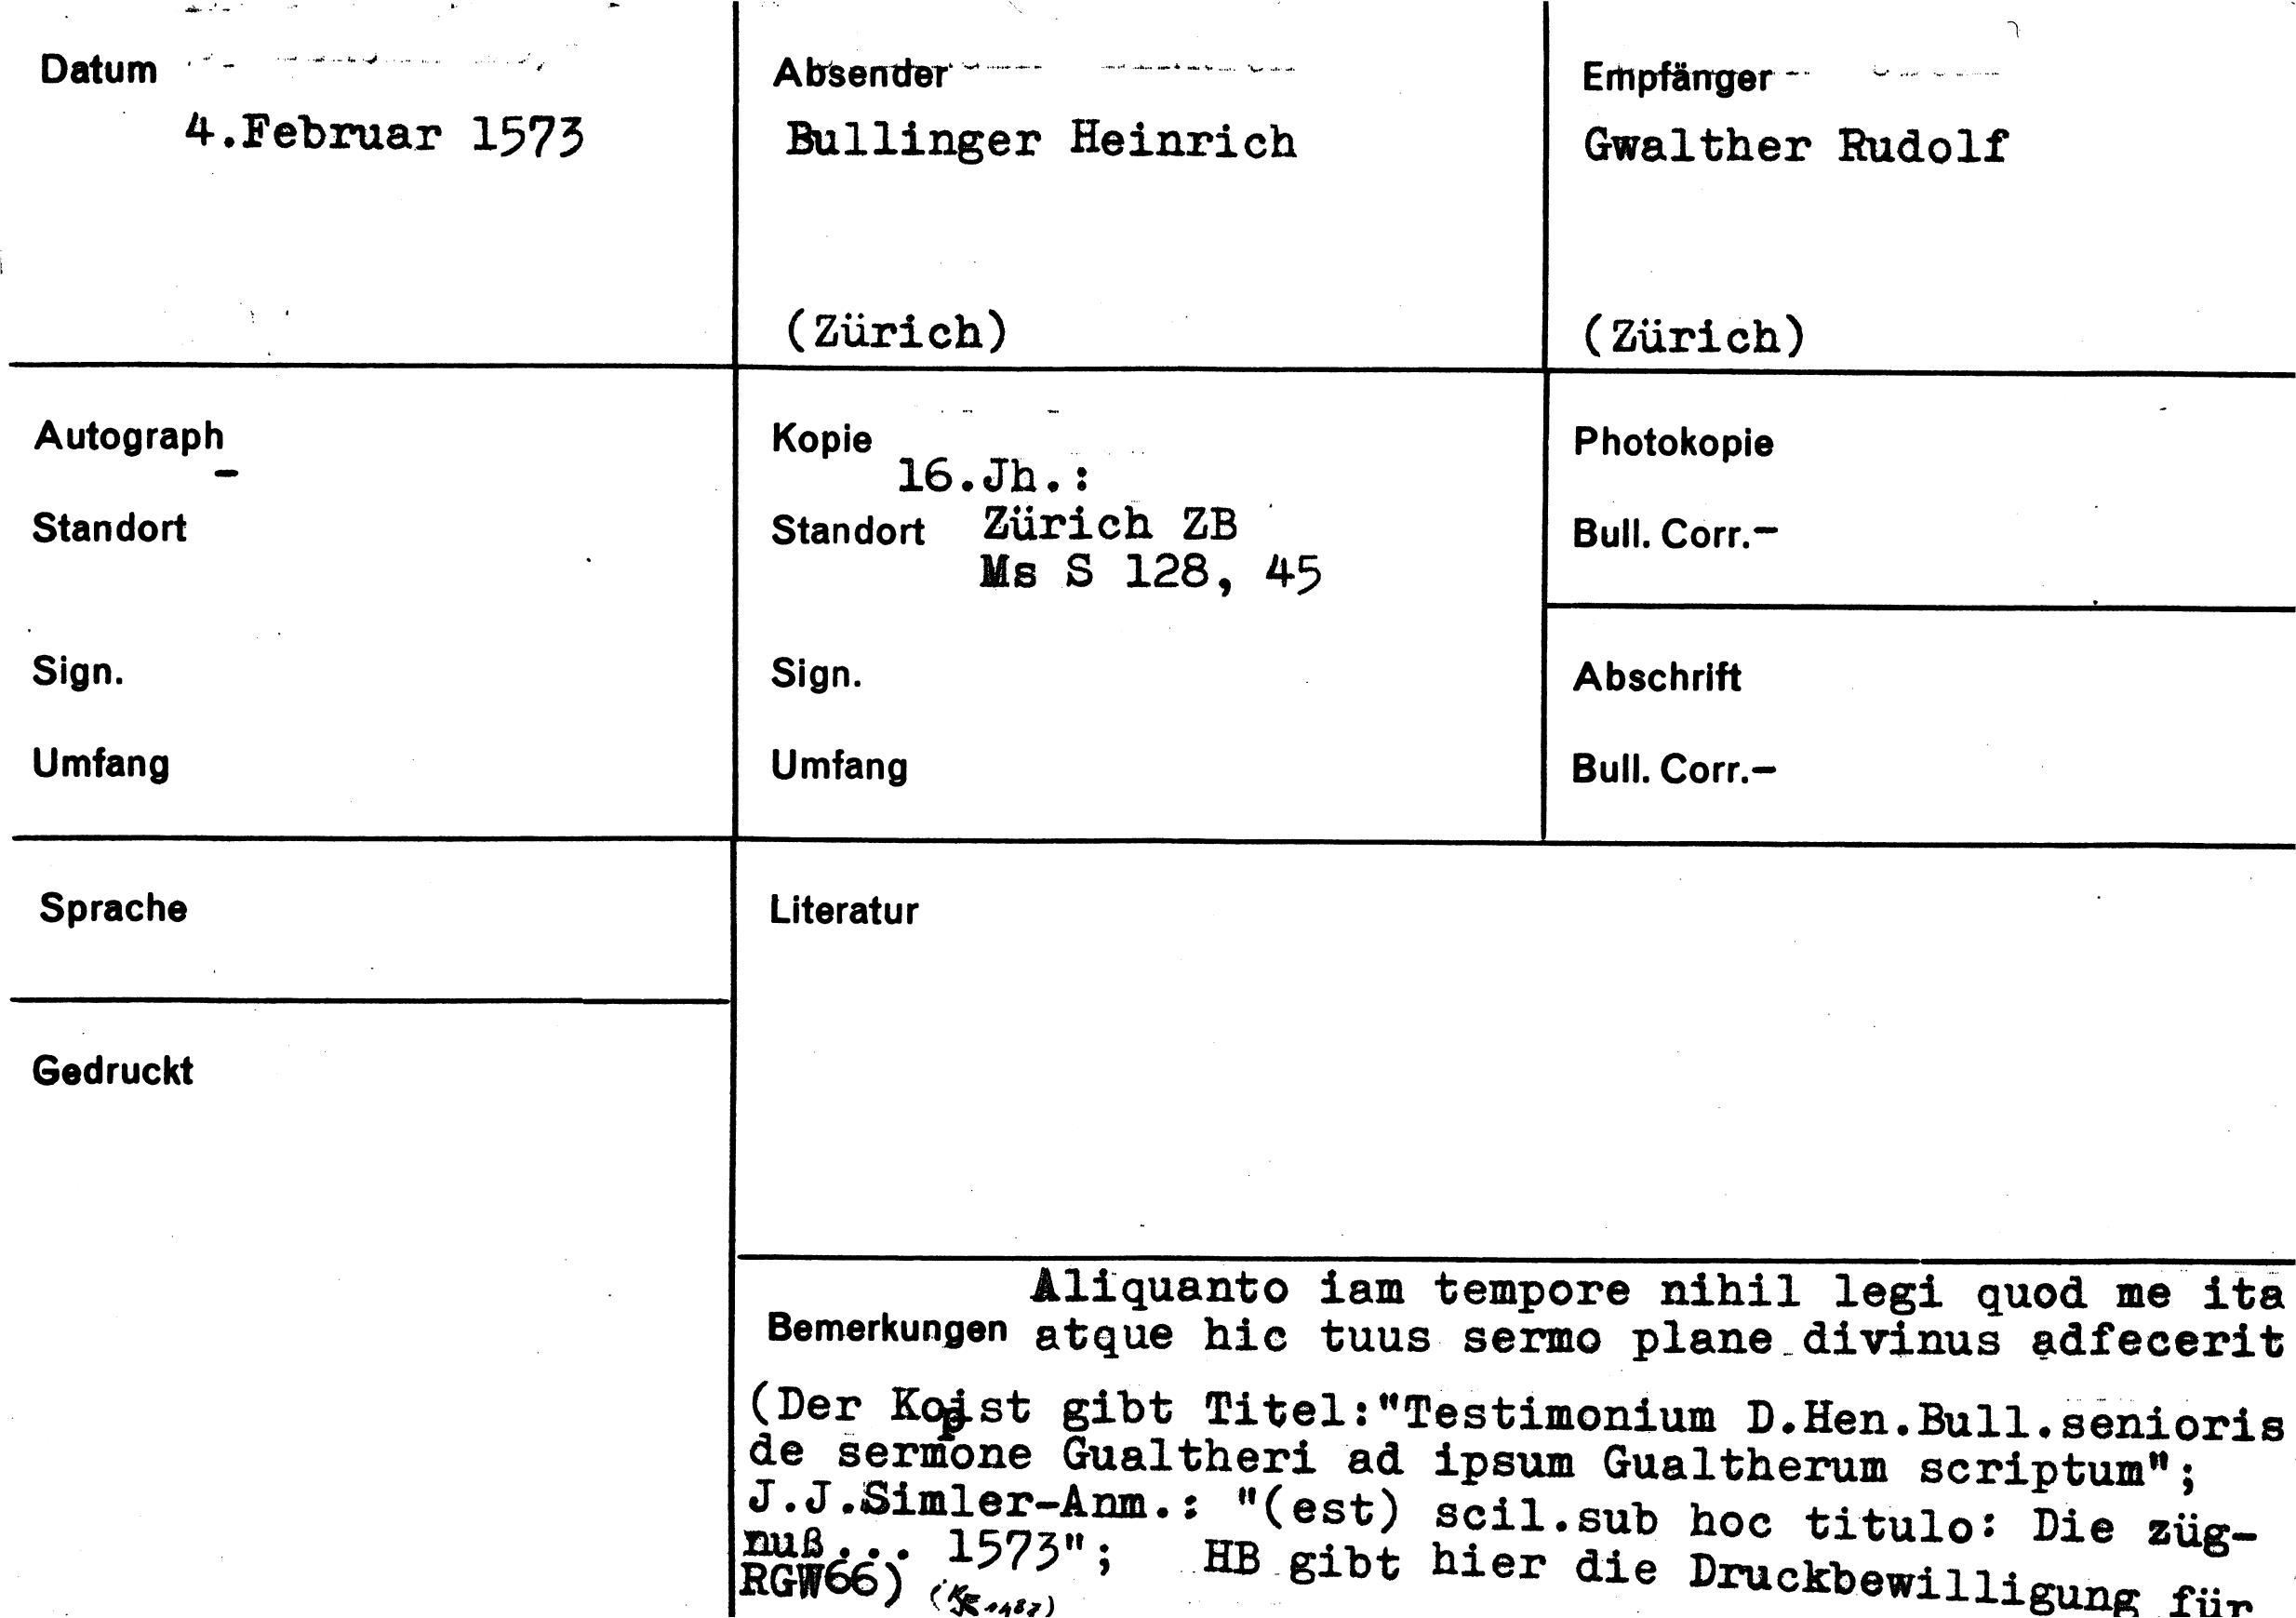 Datum
4.Februar 1573
Absender
Bullinger Heinrich
(Zürich)
Empfänger
Gwalther Rudolf
(Zürich)
Autograph
-
Standort
Sign.
Umfang
Kopie
16.Jh.:
Standort Zürich ZB
Ms S 128, 45
Sign.
Umfang
Photokopie
Bull. Corr.-
Abschrift
Bull. Corr.-
Sprache
Gedruckt
Literatur
Aliquanto iam tempore nihil legi quod me ita
Bemerkungen atque hic tuus sermo plane divinus adfecerit
(Der Kopist gibt Titel:"Testimonium D.Hen.Bull.senioris
de sermone Gualtheri ad ipsum Gualtherum scriptum";
J.J.Simler-Anm.: "(est) scil.sub hoc titulo: Die züg-
nuß... 1573"; HB gibt hier die Druckbewilligung für
RGW66)